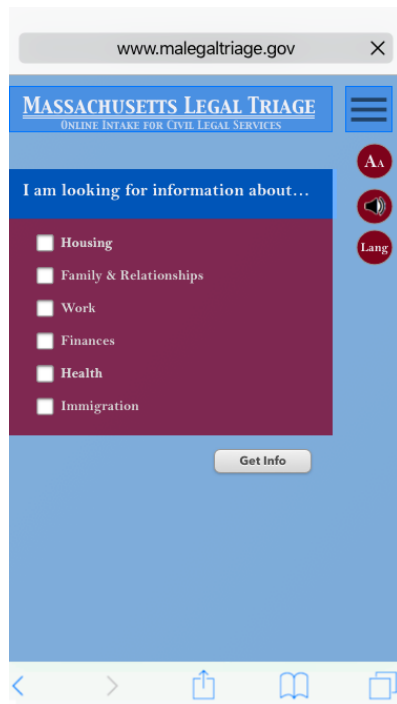 www.malegaltriage.gov
MASSACHUSETTS LEGAL TRIAGE
ONLINE INTAKE FOR CIVIL LEGAL SERVICES
AA
I am looking for information about...
Housing
Lang
Family & Relationships
Work
Finances
Health
Immigration
Get Info